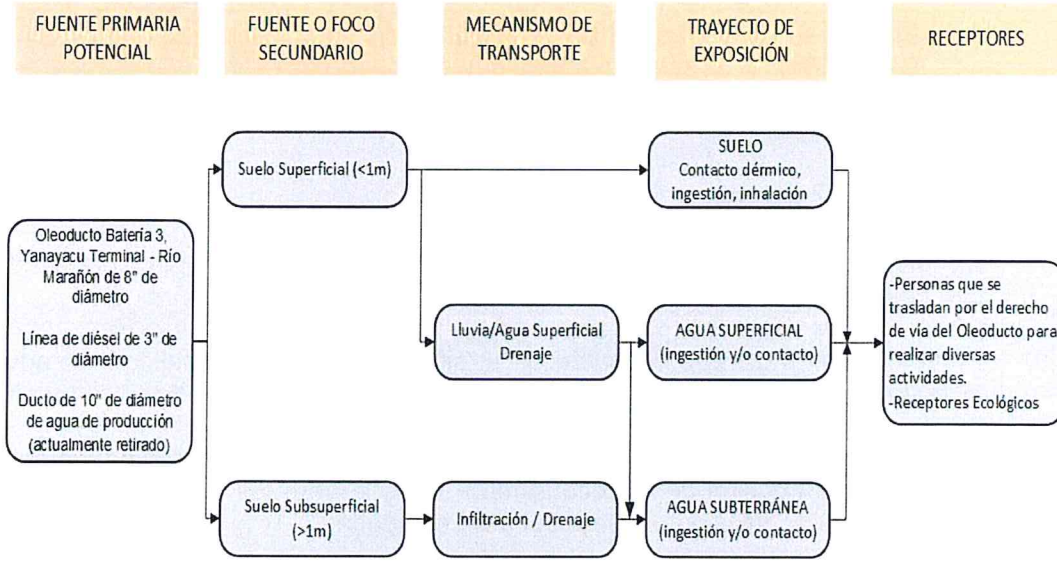 FUENTE PRIMARIA
POTENCIAL
FUENTE O FOCO
SECUNDARIO
MECANISMO DE
TRANSPORTE
TRAYECTO DE
EXPOSICIÓN
RECEPTORES
Suelo Superficial (<1m)
SUELO
Contacto dérmico,
ingestión, inhalación
Oleoducto Batería 3,
Yanayacu Terminal - Río
Marañón de 8" de
diámetro
Línea de diésel de 3" de
diámetro
Ducto de 10" de diámetro
de agua de producción
(actualmente retirado)
Lluvia/Agua Superficial
Drenaje
AGUA SUPERFICIAL
(ingestión y/o contacto)
-Personas que se
trasladan por el derecho
de vía del Oleoducto para
realizar diversas
actividades.
-Receptores Ecológicos
Suelo Subsuperficial
(>1m)
Infiltración / Drenaje
AGUA SUBTERRÁNEA
(ingestión y/o contacto)